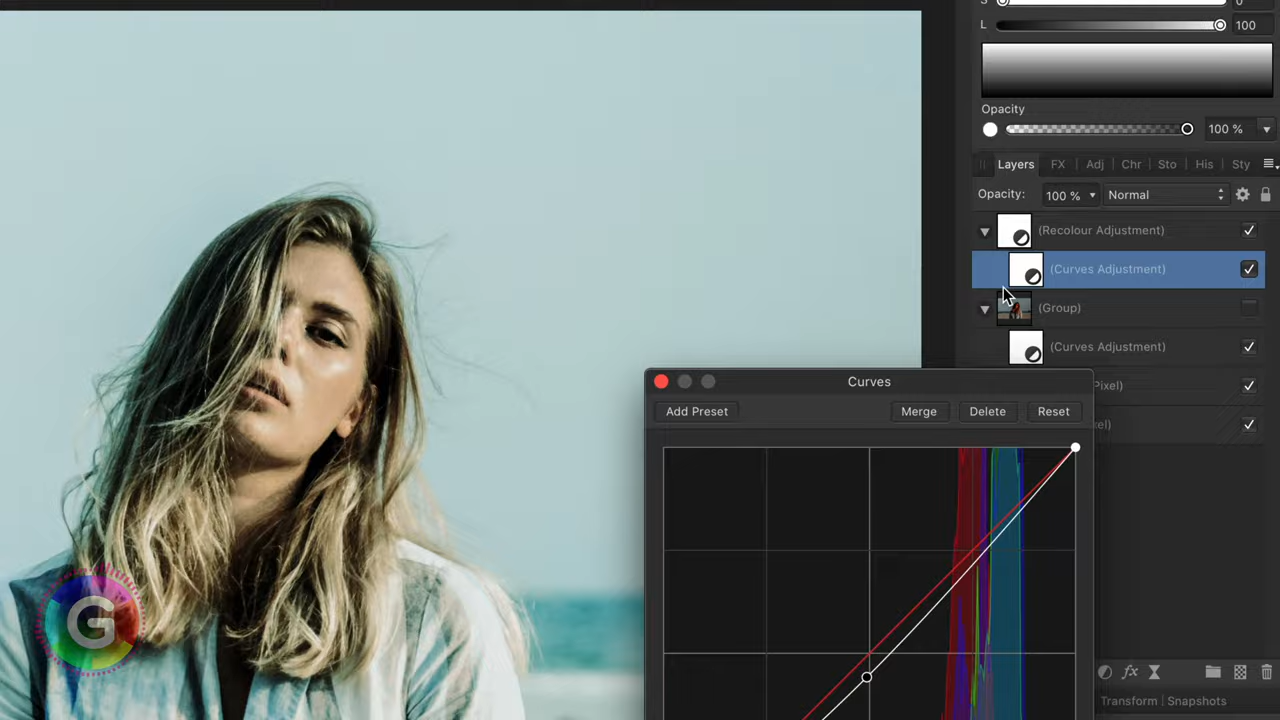 S 0
L 100
Opacity
100 %
Layers FX Adj Chr Sto His Sty
Opacity: 100 % Normal
(Recolour Adjustment)
(Curves Adjustment)
(Group)
(Curves Adjustment)
Pixel)
el)
Curves
Add Preset Merge Delete Reset
G
Transform | Snapshots